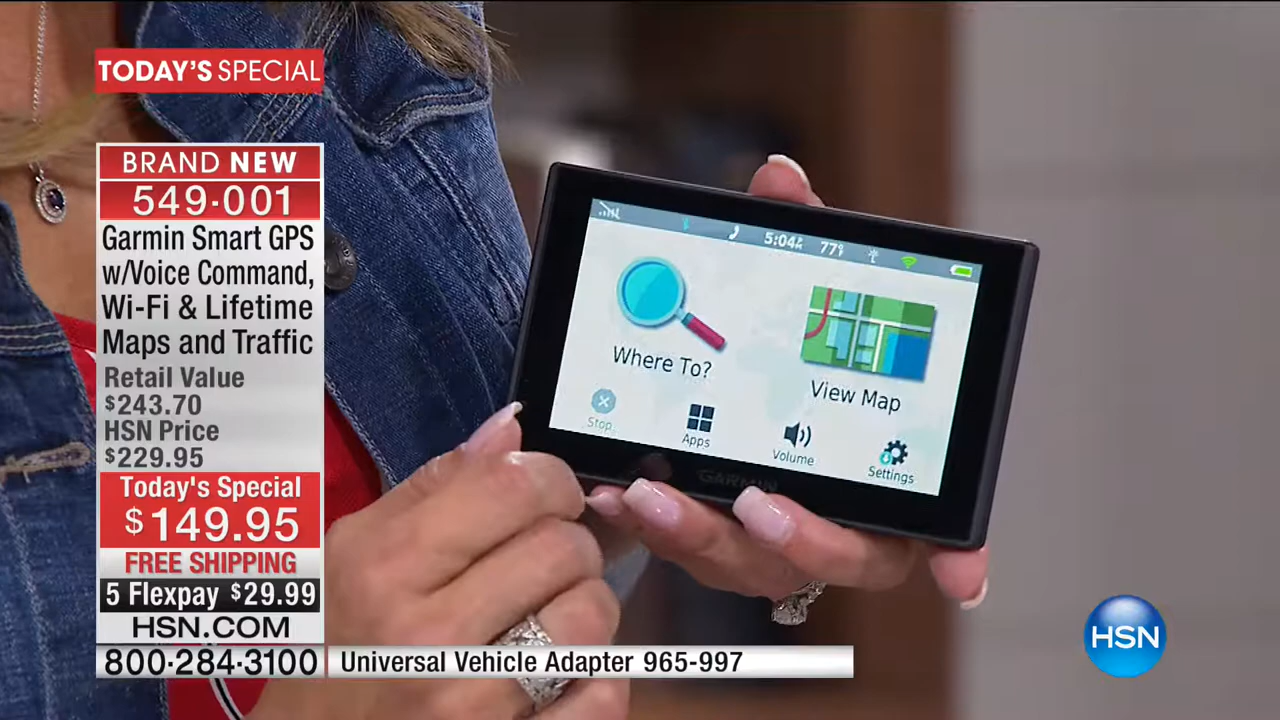 TODAY'S SPECIAL
BRAND NEW
549·001
Garmin Smart GPS
w/Voice Command,
Wi-Fi & Lifetime
Maps and Traffic
Retail Value
$243.70
HSN Price
$229.95
Today's Special
$149.95
FREE SHIPPING
5 Flexpay $29.99
HSN.COM
800·284·3100
Universal Vehicle Adapter 965-997
5:04
77°F
Where To?
View Map
Stop
Apps
Volume
Settings
GARMIN
HSN